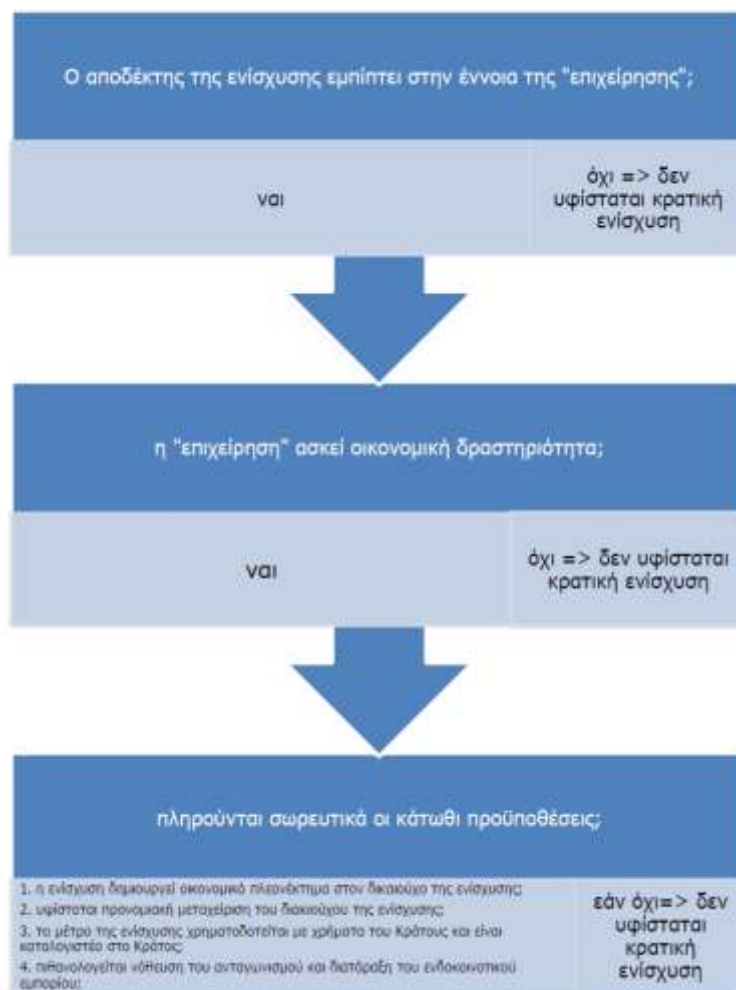 Ο αποδέκτης της ενίσχυσης εμπίπτει στην έννοια της "επιχείρησης";
ναι
όχι => δεν
υφίσταται κρατική
ενίσχυση
η "επιχείρηση" ασκεί οικονομική δραστηριότητα;
ναι
όχι => δεν υφίσταται
κρατική ενίσχυση
πληρούνται σωρευτικά οι κάτωθι προϋποθέσεις;
1. η ενίσχυση δημιουργεί οικονομικό πλεονέκτημα στον δικαιούχο της ενίσχυσης;
2. υφίσταται προνομιακή μεταχείριση του δικαιούχου της ενίσχυσης;
3. το μέτρο της ενίσχυσης χρηματοδοτείται με χρήματα του Κράτους και είναι
καταλογιστέο στο Κράτος;
4. πιθανολογείται νόθευση του ανταγωνισμού και διατάραξη του ενδοκοινοτικού
εμπορίου;
εάν όχι=> δεν
υφίσταται
κρατική
ενίσχυση